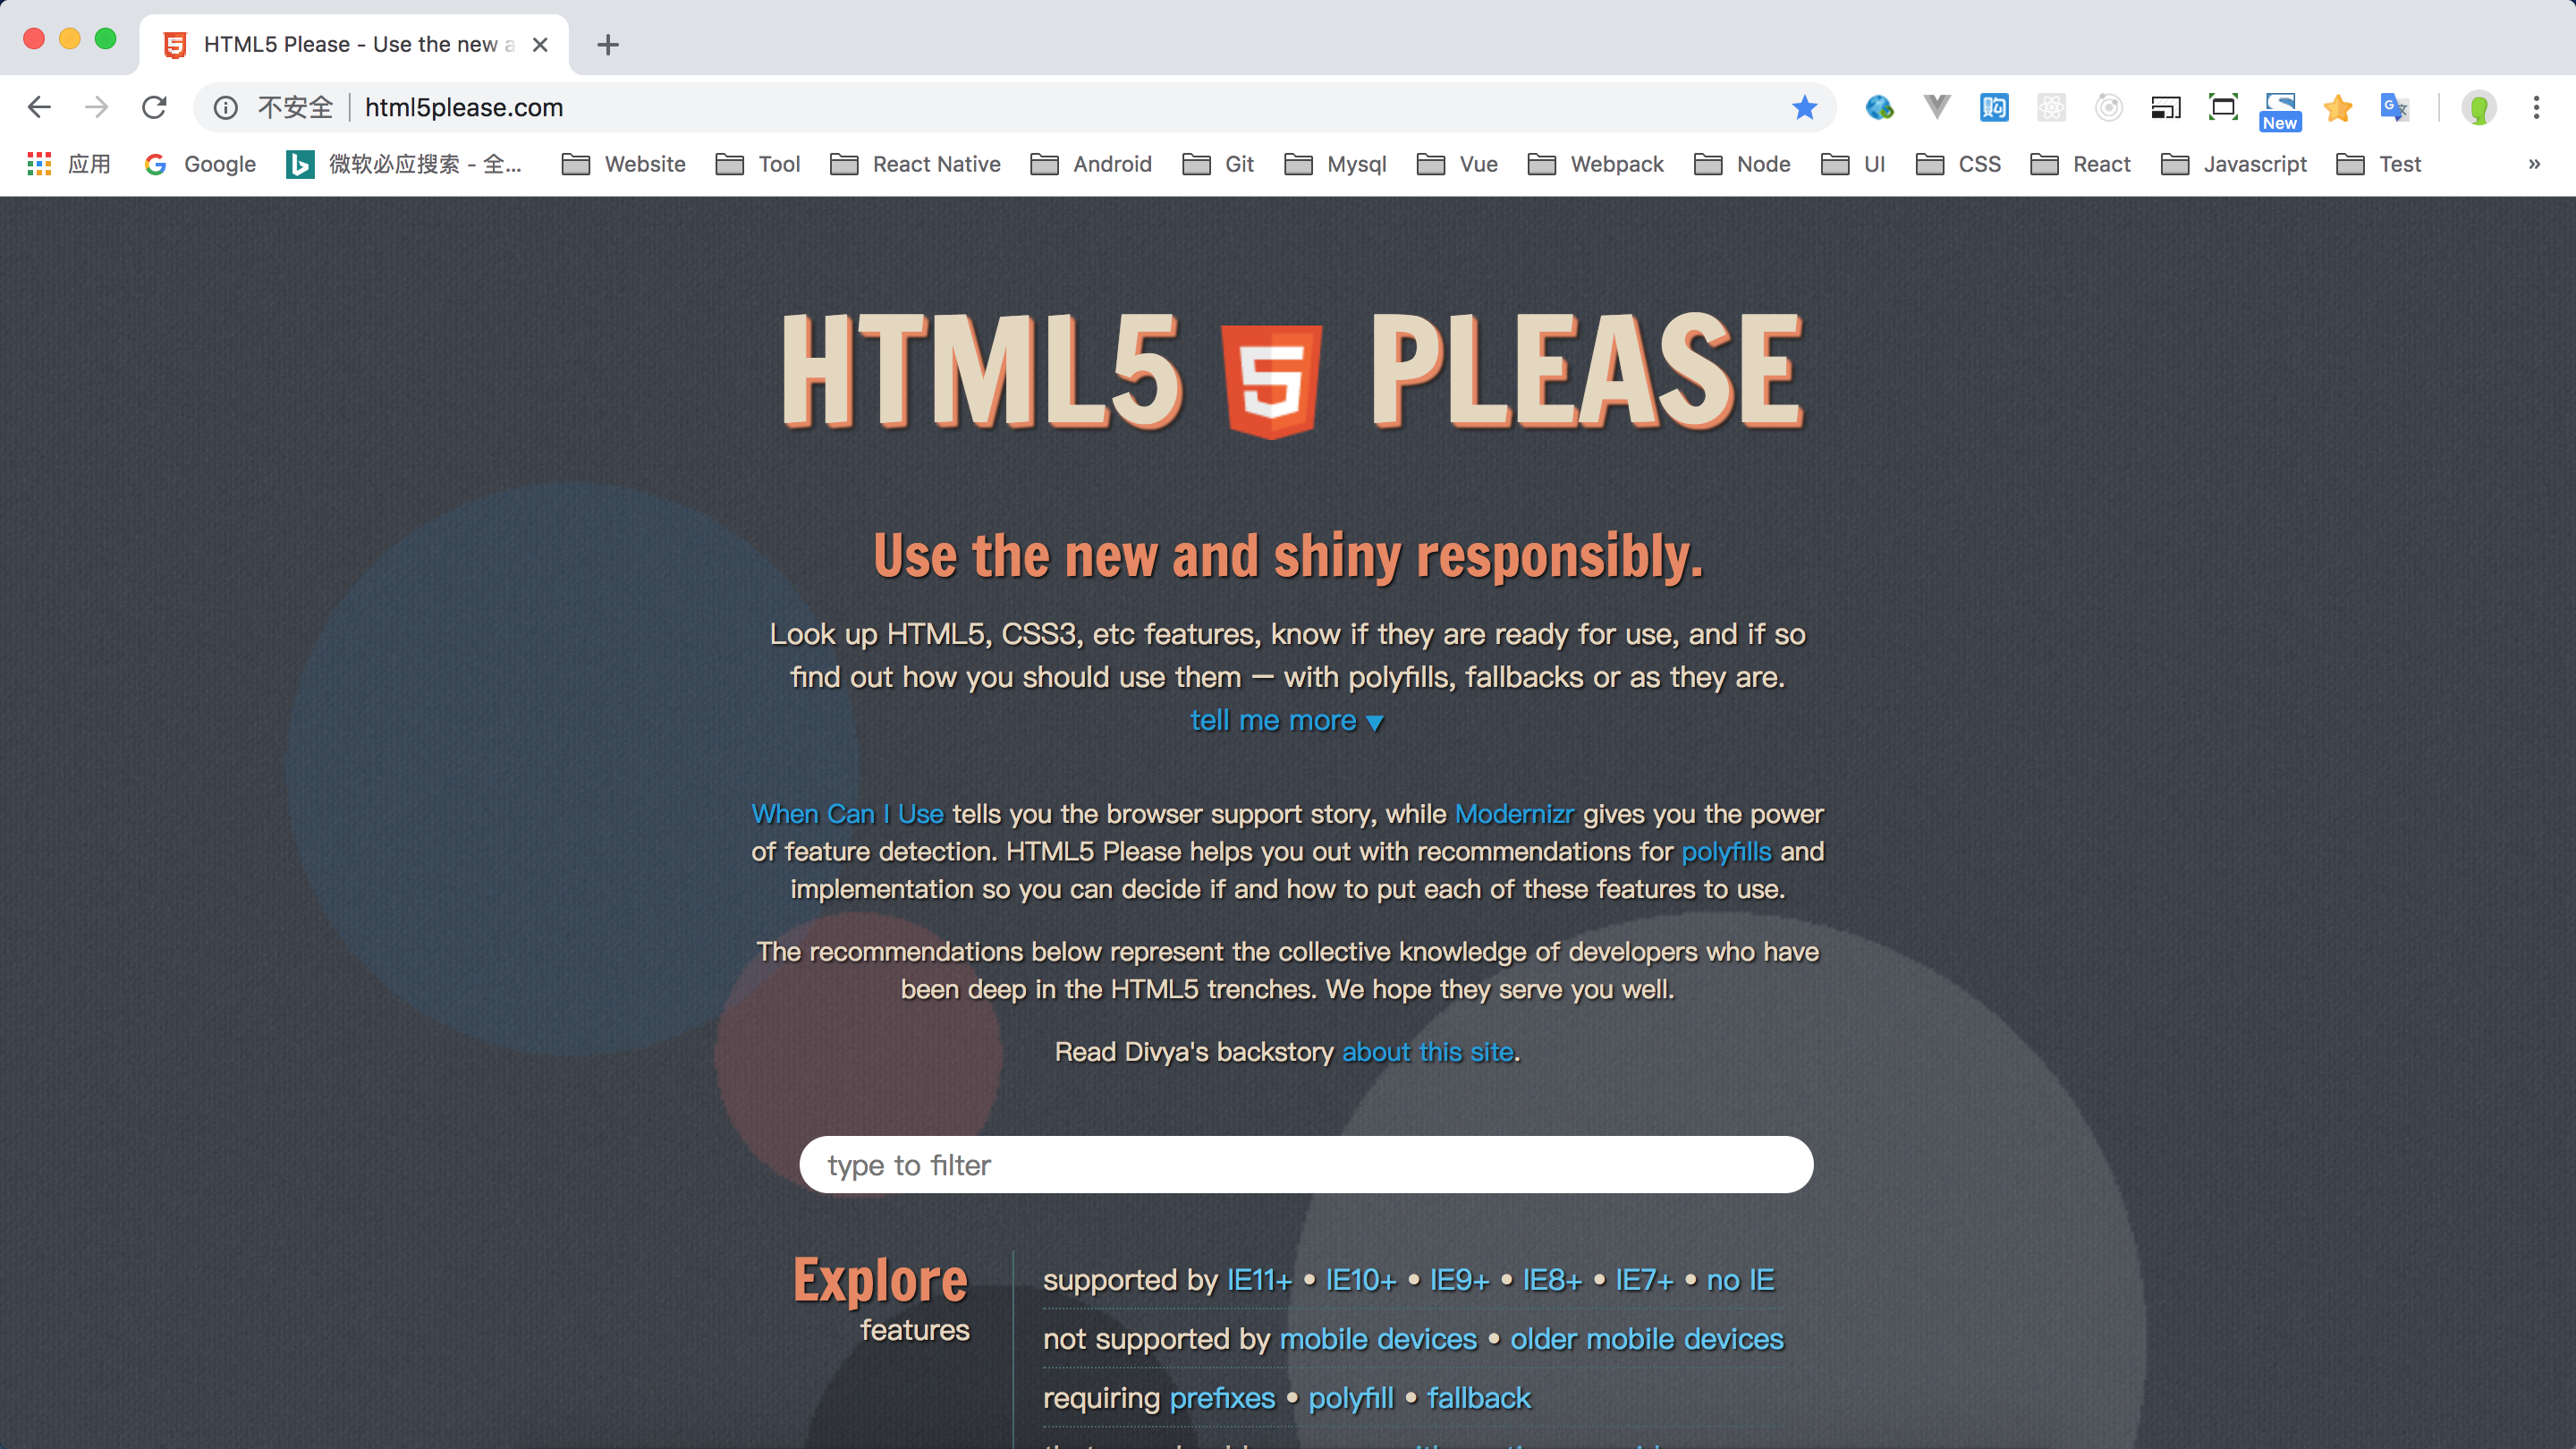 HTML5 Please - Use the new a
不安全 html5please.com
New
应用 Google 微软必应搜索 - 全... Website Tool React Native Android Git Mysql Vue Webpack Node UI CSS React Javascript Test »
HTML5 5 PLEASE
Use the new and shiny responsibly.
Look up HTML5, CSS3, etc features, know if they are ready for use, and if so
find out how you should use them — with polyfills, fallbacks or as they are.
tell me more ▼
When Can I Use tells you the browser support story, while Modernizr gives you the power
of feature detection. HTML5 Please helps you out with recommendations for polyfills and
implementation so you can decide if and how to put each of these features to use.
The recommendations below represent the collective knowledge of developers who have
been deep in the HTML5 trenches. We hope they serve you well.
Read Divya's backstory about this site.
type to filter
Explore
features
supported by IE11+ • IE10+ • IE9+ • IE8+ • IE7+ • no IE
not supported by mobile devices • older mobile devices
requiring prefixes • polyfill • fallback